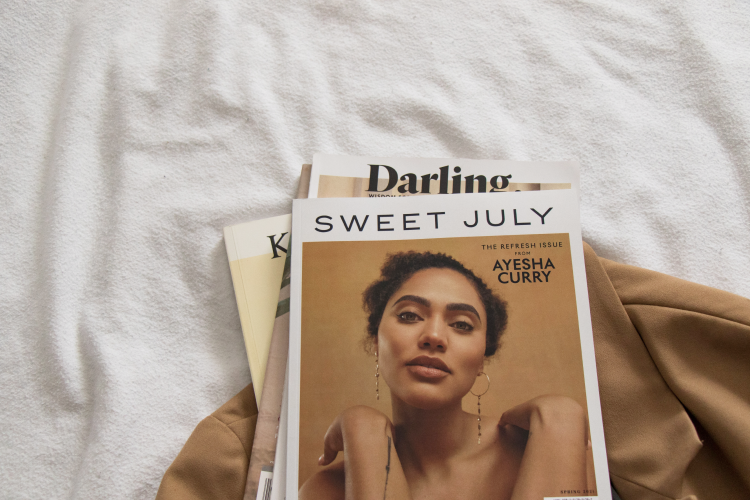 Darling.
SWEET JULY
THE REFRESH ISSUE
FROM
AYESHA
CURRY
K